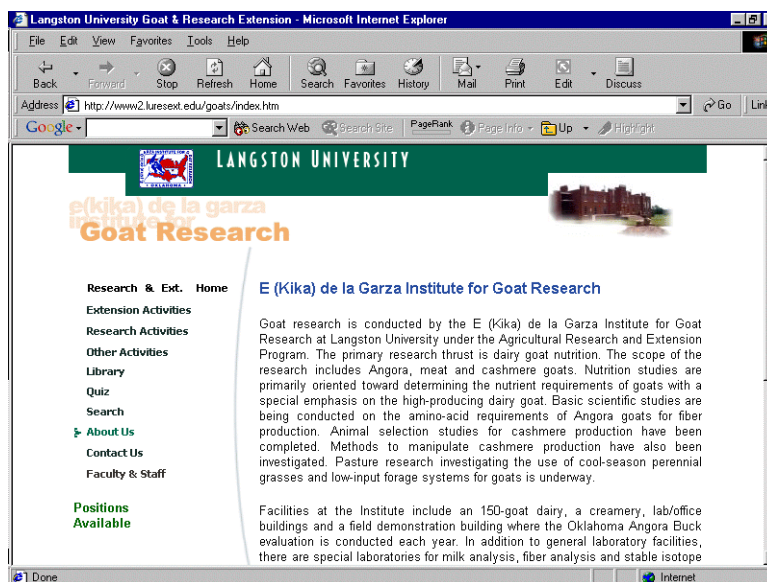 Langston University Goat & Research Extension - Microsoft Internet Explorer
File Edit View Favorites Tools Help
Back Forward Stop Refresh Home Search Favorites History Mail Print Edit Discuss
Address http://www2.luresext.edu/goats/index.htm Go Link
Google Search Web Search Site PageRank Page Info Up Highlight
LANGSTON UNIVERSITY
OKLAHOMA
e(kika) de la garza
institute for
Goat Research
Research & Ext. Home
Extension Activities
Research Activities
Other Activities
Library
Quiz
Search
About Us
Contact Us
Faculty & Staff
Positions
Available
E (Kika) de la Garza Institute for Goat Research
Goat research is conducted by the E (Kika) de la Garza Institute for Goat
Research at Langston University under the Agricultural Research and Extension
Program. The primary research thrust is dairy goat nutrition. The scope of the
research includes Angora, meat and cashmere goats. Nutrition studies are
primarily oriented toward determining the nutrient requirements of goats with a
special emphasis on the high-producing dairy goat. Basic scientific studies are
being conducted on the amino-acid requirements of Angora goats for fiber
production. Animal selection studies for cashmere production have been
completed. Methods to manipulate cashmere production have also been
investigated. Pasture research investigating the use of cool-season perennial
grasses and low-input forage systems for goats is underway.
Facilities at the Institute include an 150-goat dairy, a creamery, lab/office
buildings and a field demonstration building where the Oklahoma Angora Buck
evaluation is conducted each year. In addition to general laboratory facilities,
there are special laboratories for milk analysis, fiber analysis and stable isotope
Done Internet